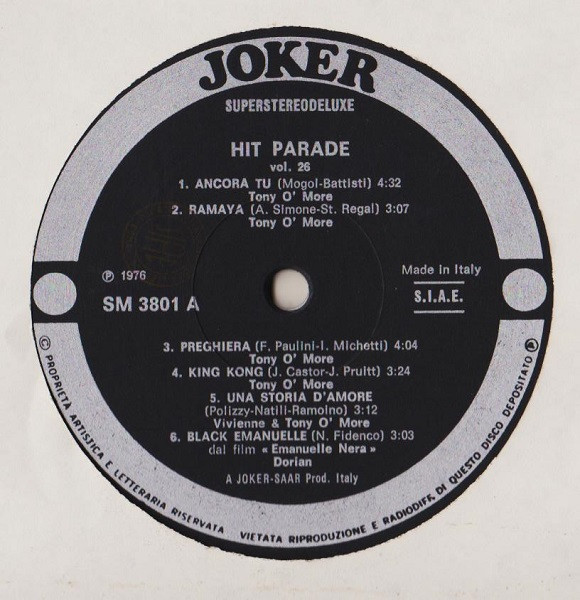 JOKER
SUPERSTEREODELUXE
HIT PARADE
vol. 26
1. ANCORA TU (Mogol-Battisti) 4:32
Tony O' More
2. RAMAYA (A. Simone-St. Regal) 3:07
Tony O' More
℗ 1976
SM 3801 A
Made in Italy
S.I.A.E.
3. PREGHIERA (F. Paulini-I. Michetti) 4:04
Tony O' More
4. KING KONG (J. Castor-J. Pruitt) 3:24
Tony O' More
5. UNA STORIA D'AMORE
(Polizzy-Natili-Ramoino) 3:12
Vivienne & Tony O' More
6. BLACK EMANUELLE (N. Fidenco) 3:03
dal film « Emanuelle Nera »
Dorian
A JOKER-SAAR Prod. Italy
© PROPRIETÀ ARTISTICA E LETTERARIA RISERVATA VIETATA RIPRODUZIONE E RADIODIFF. DI QUESTO DISCO DEPOSITATO